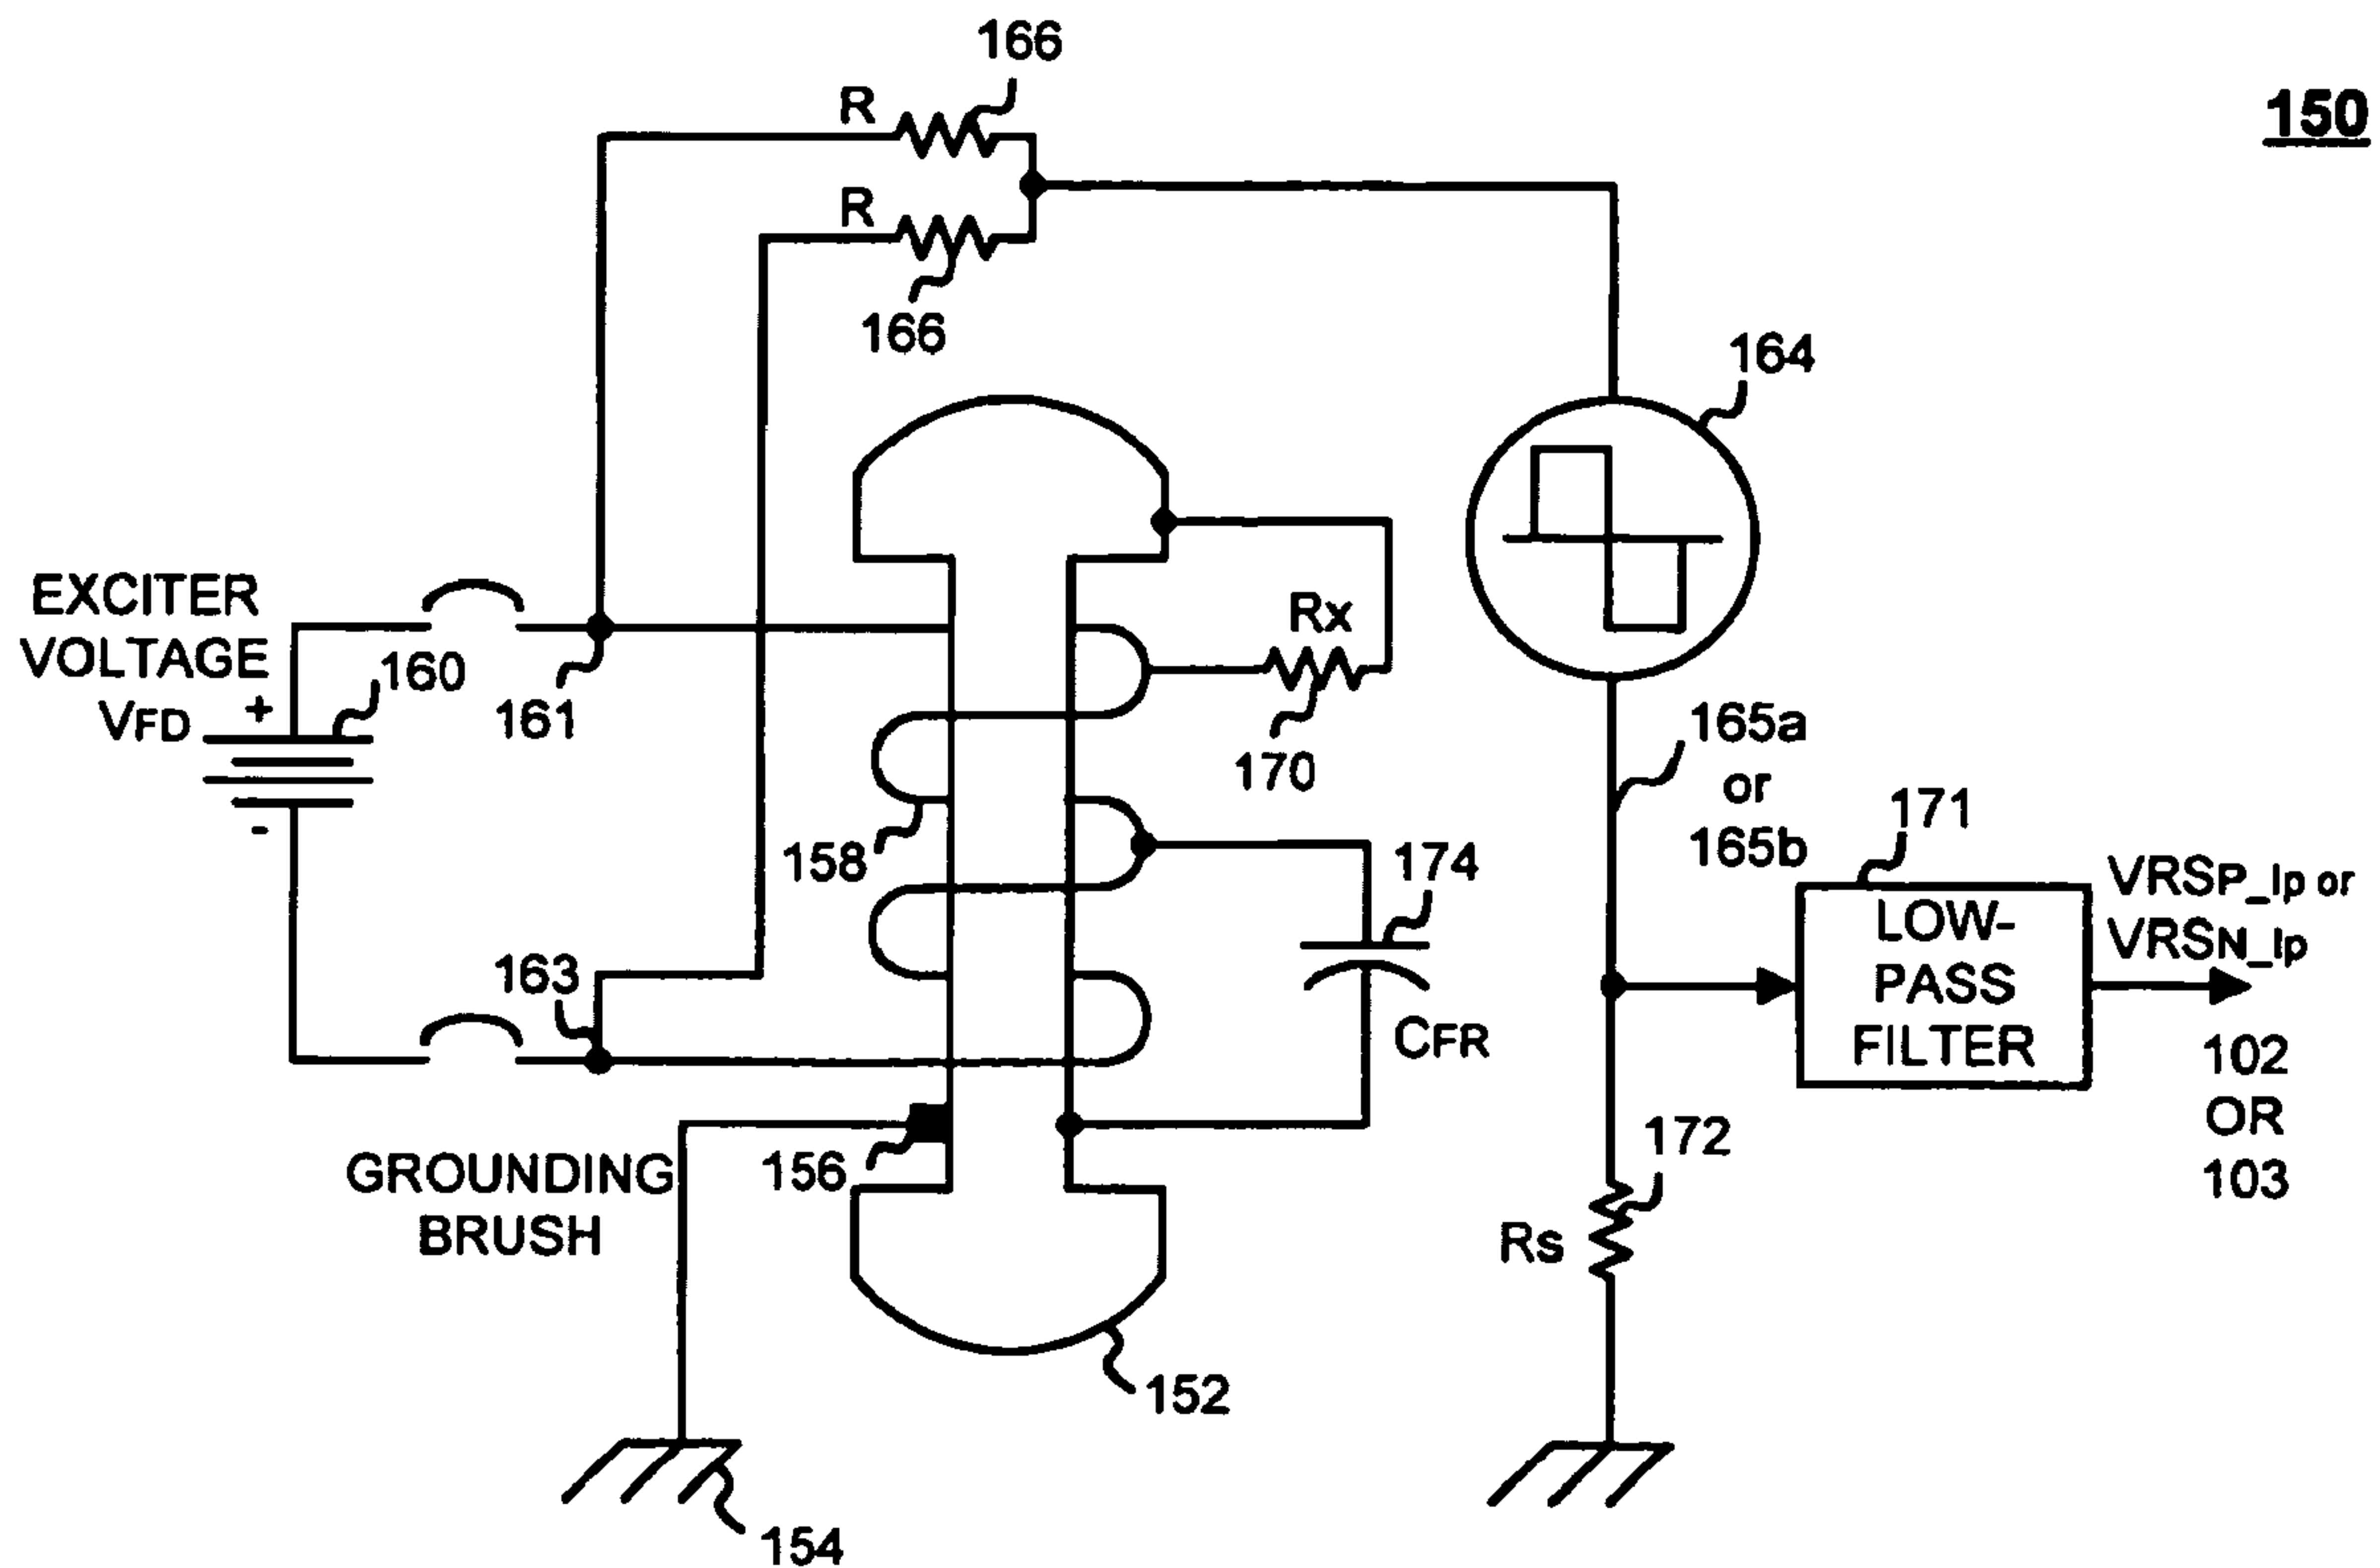 166
150
R
R
166
164
EXCITER
VOLTAGE
160
VFD
+
-
161
Rx
170
165a
or
165b
158
174
171
LOW-
PASS
FILTER
VRSP_lp or
VRSN_lp
102
OR
103
163
CFR
GROUNDING
BRUSH
156
172
Rs
152
154